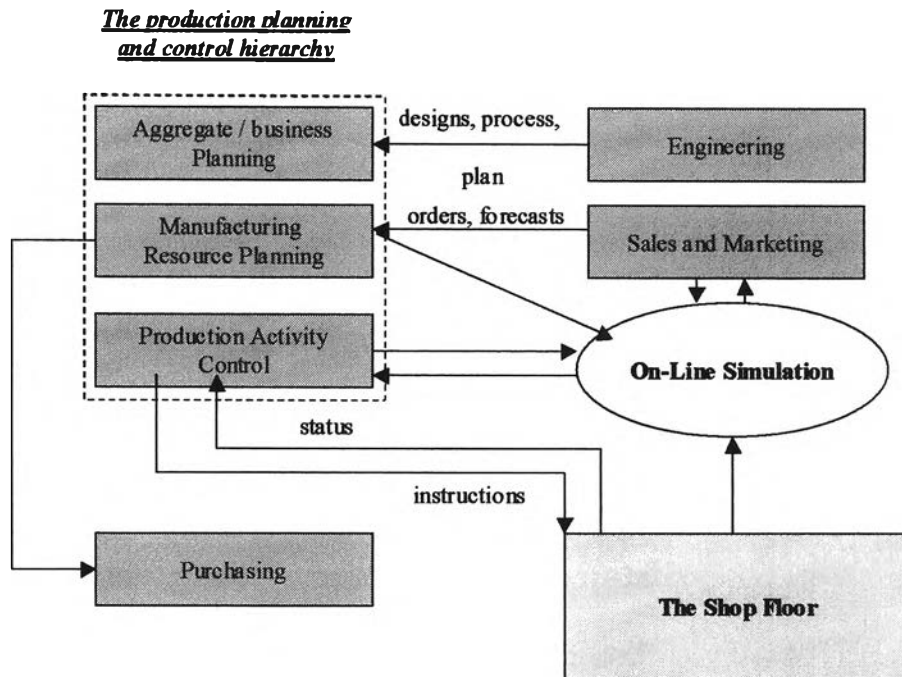 The production planning
and control hierarchy
Aggregate / business
Planning
designs, process,
plan
orders, forecasts
Engineering
Manufacturing
Resource Planning
Sales and Marketing
Production Activity
Control
On-Line Simulation
status
instructions
Purchasing
The Shop Floor